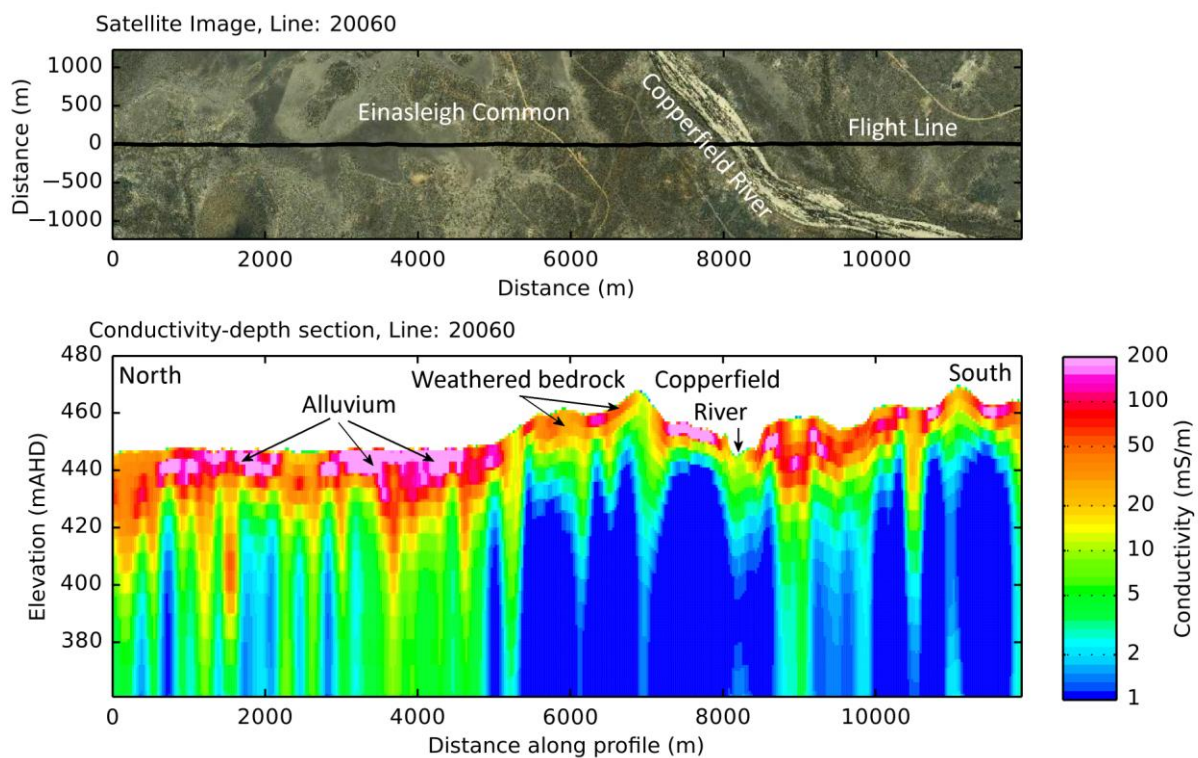 Satellite Image, Line: 20060
1000
500
0
−500
−1000
Distance (m)
Einasleigh Common
Copperfield River
Flight Line
0 2000 4000 6000 8000 10000
Distance (m)
Conductivity-depth section, Line: 20060
480
460
440
420
400
380
Elevation (mAHD)
North
Alluvium
Weathered bedrock
Copperfield
River
South
0 2000 4000 6000 8000 10000
Distance along profile (m)
200
100
50
20
10
5
2
1
Conductivity (mS/m)